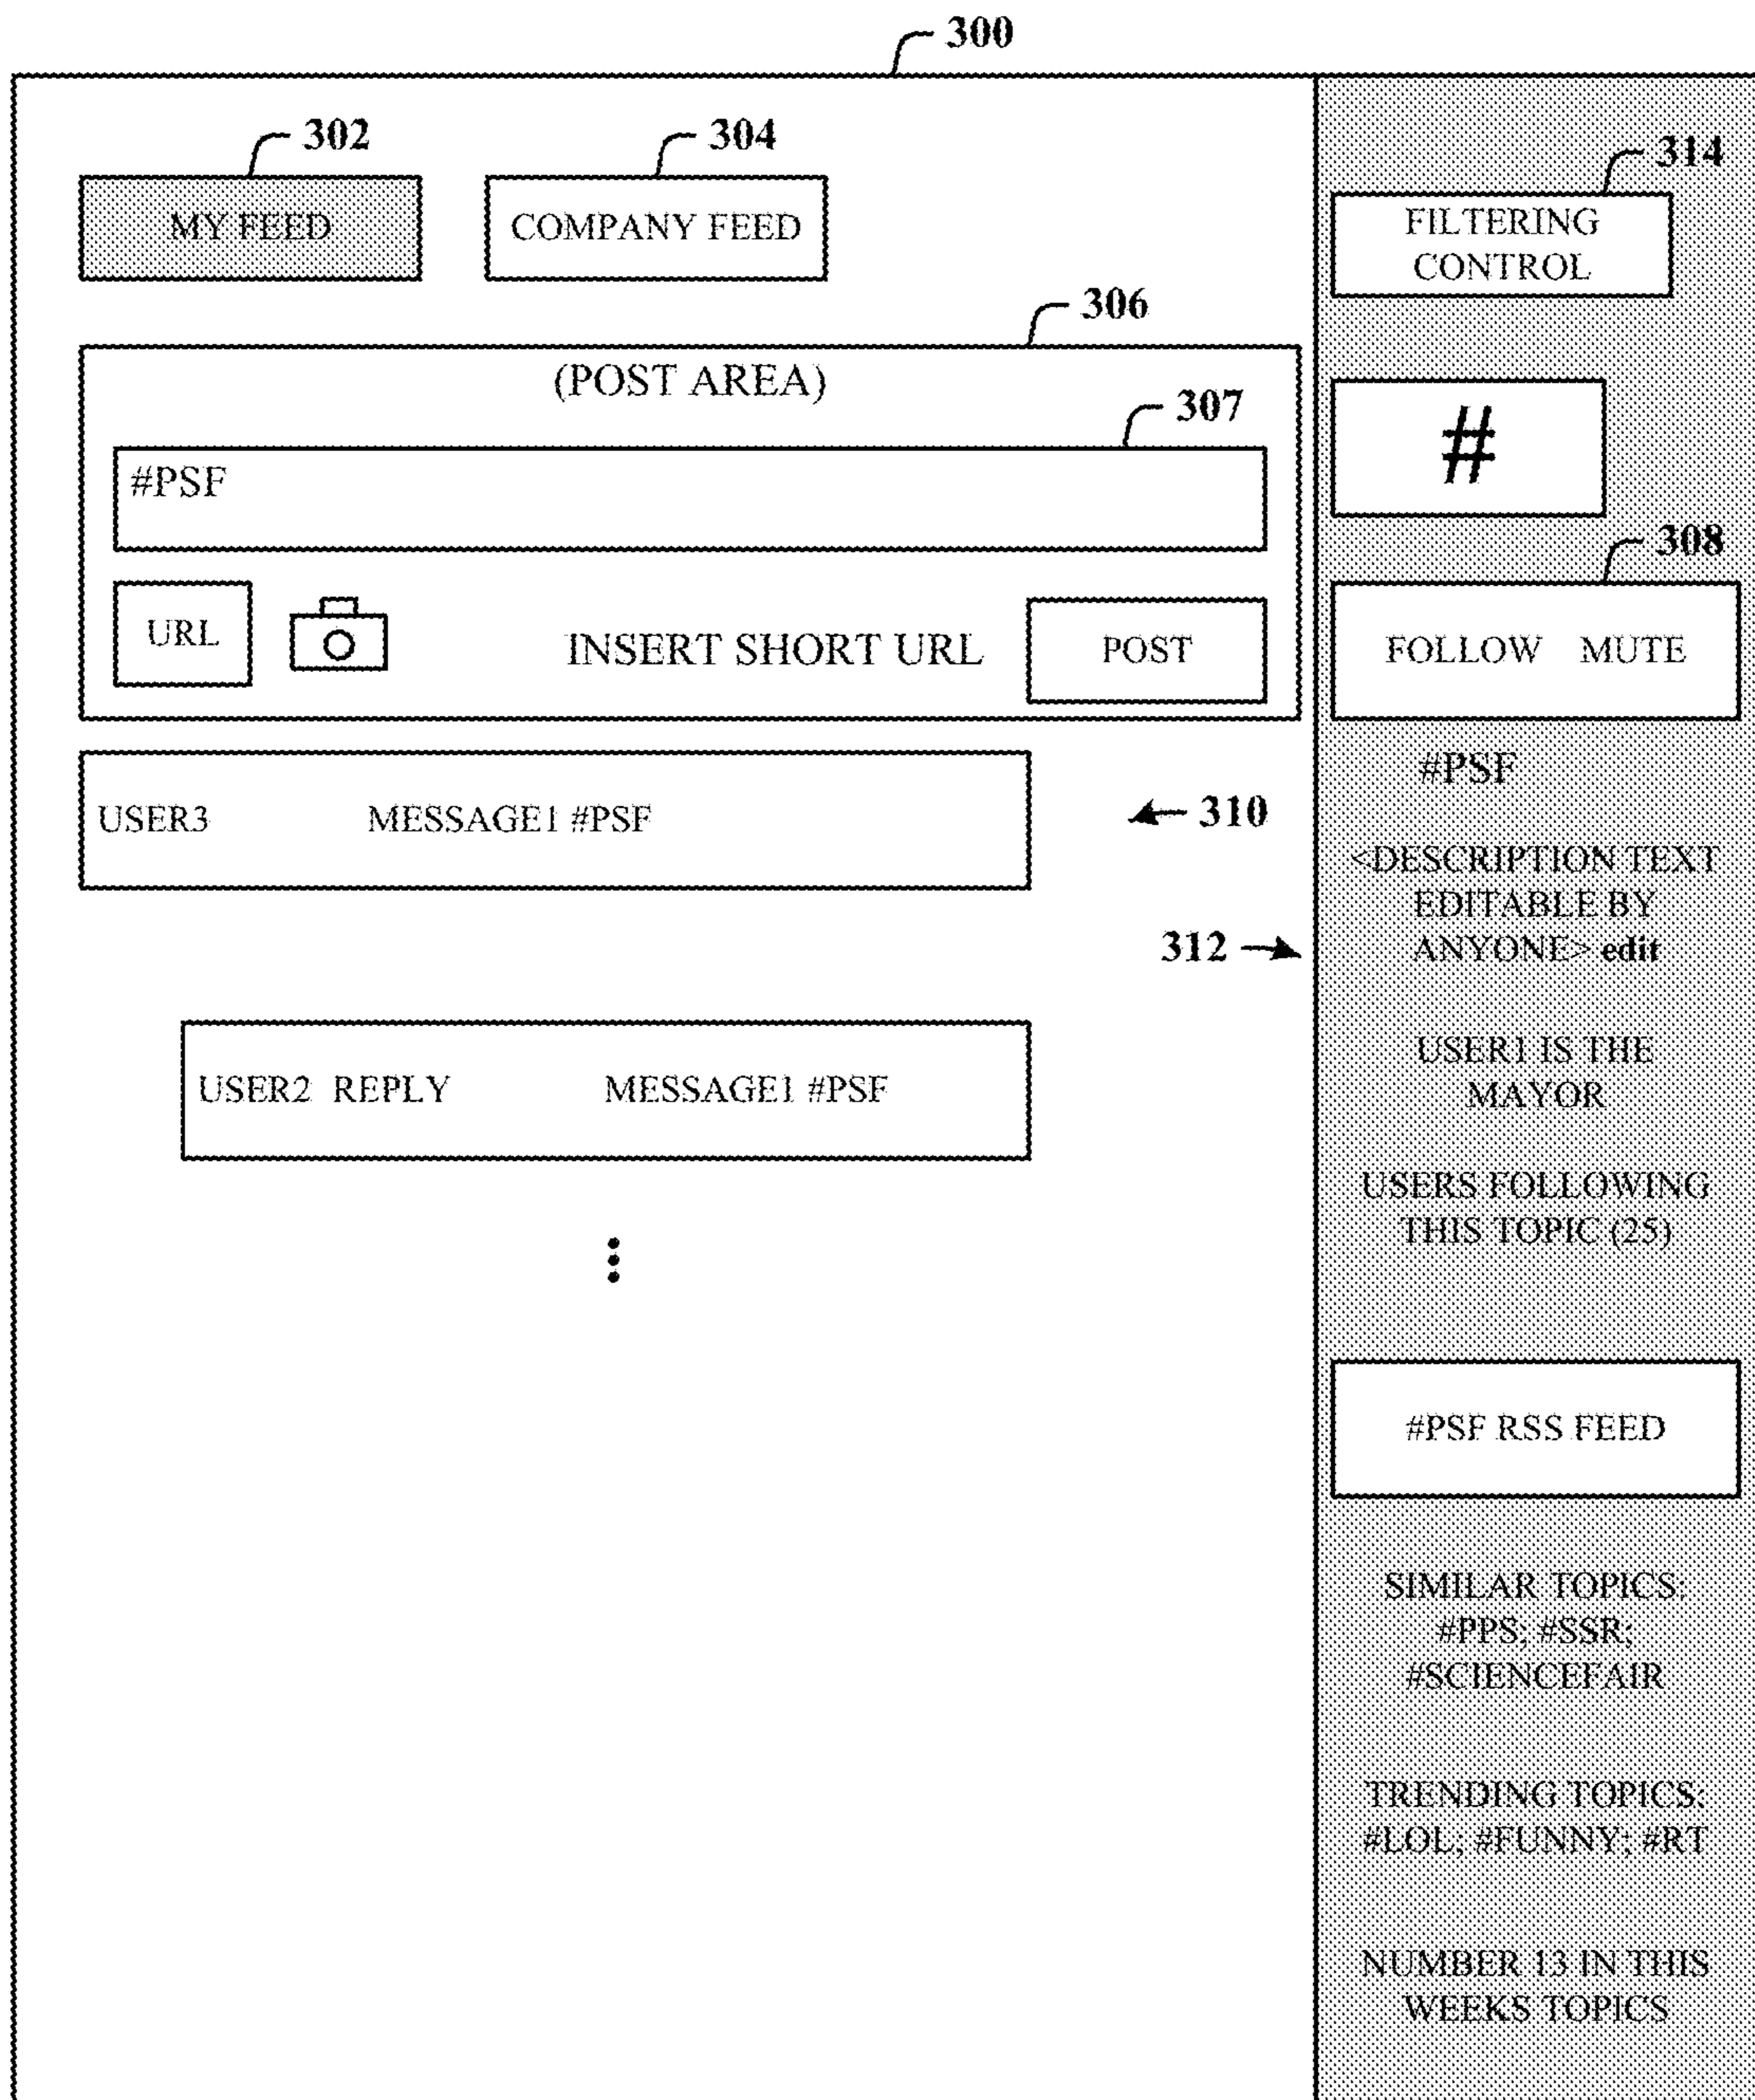 300
302
304
MY FEED
COMPANY FEED
306
(POST AREA)
307
#PSF
URL
INSERT SHORT URL
POST
USER3 MESSAGE1 #PSF
310
312
USER2 REPLY MESSAGE1 #PSF
314
FILTERING
CONTROL
#
308
FOLLOW MUTE
#PSF
<DESCRIPTION TEXT
EDITABLE BY
ANYONE> edit
USER1 IS THE
MAYOR
USERS FOLLOWING
THIS TOPIC (25)
#PSF RSS FEED
SIMILAR TOPICS:
#PPS; #SSR;
#SCIENCEFAIR
TRENDING TOPICS:
#LOL; #FUNNY; #RT
NUMBER 13 IN THIS
WEEKS TOPICS